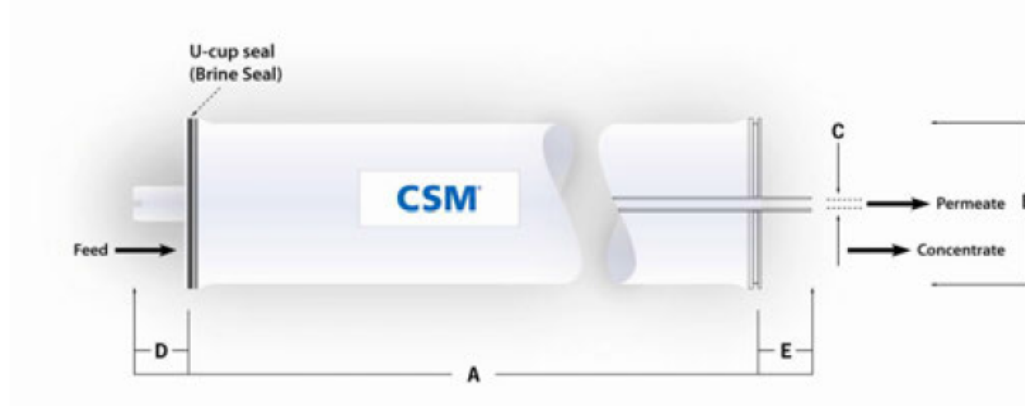 U-cup seal
(Brine Seal)
C
CSM
Permeate
Feed
Concentrate
D
E
A